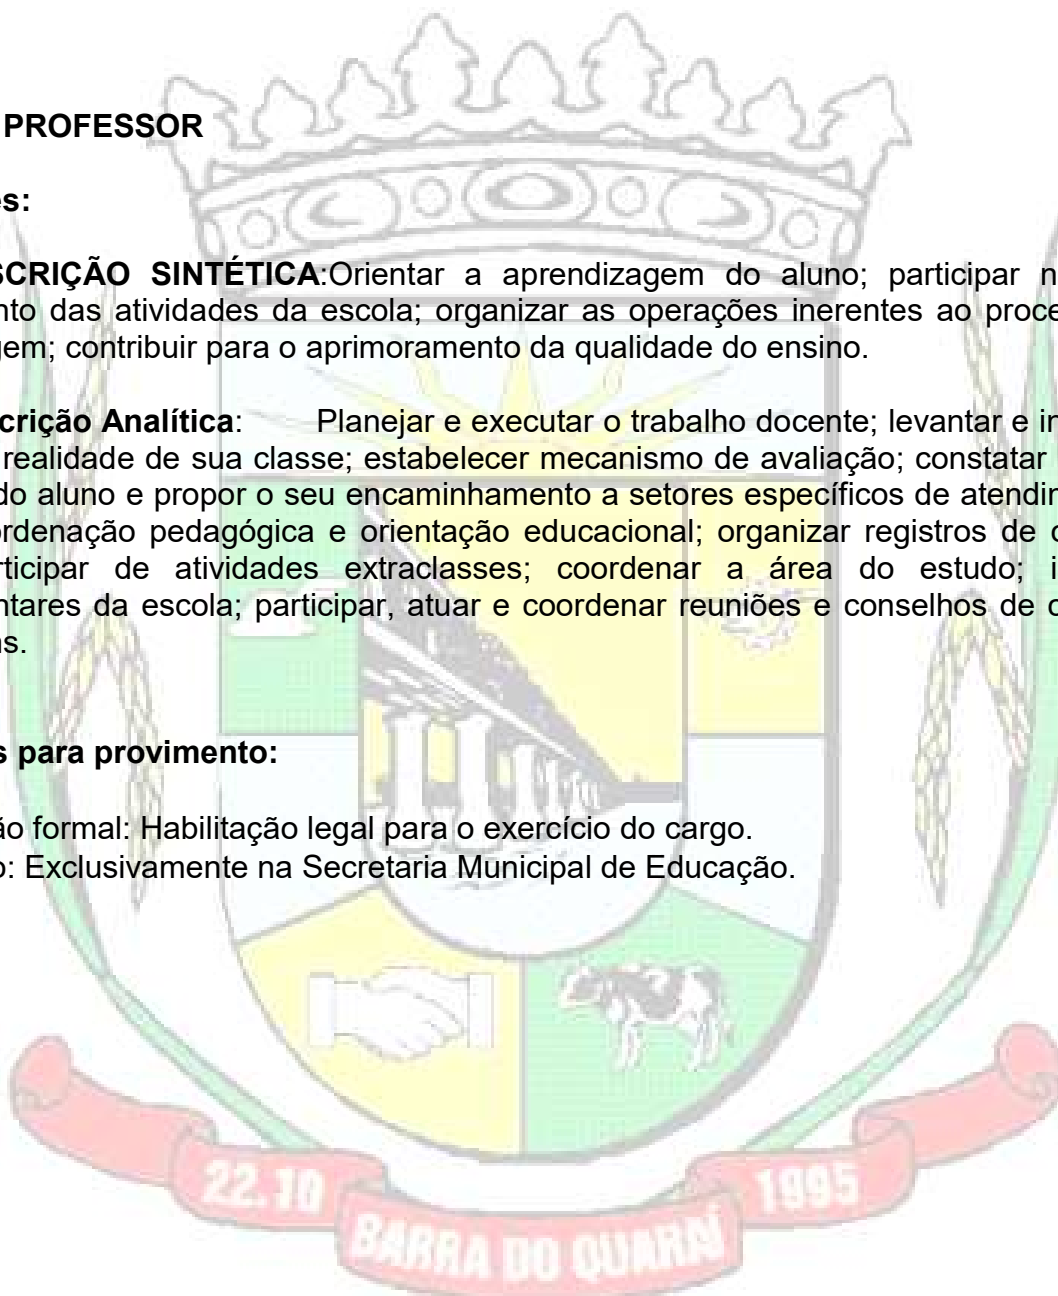 PROFESSOR
es:
SCRIÇÃO SINTÉTICA:Orientar a aprendizagem do aluno; participar n
nto das atividades da escola; organizar as operações inerentes ao proce
gem; contribuir para o aprimoramento da qualidade do ensino.
crição Analítica: Planejar e executar o trabalho docente; levantar e in
realidade de sua classe; estabelecer mecanismo de avaliação; constatar
do aluno e propor o seu encaminhamento a setores específicos de atendin
ordenação pedagógica e orientação educacional; organizar registros de
rticipar de atividades extraclasses; coordenar a área do estudo; i
ntares da escola; participar, atuar e coordenar reuniões e conselhos de
as.
s para provimento:
ão formal: Habilitação legal para o exercício do cargo.
o: Exclusivamente na Secretaria Municipal de Educação.
22.10 1995
BARRA DO QUARAÍ